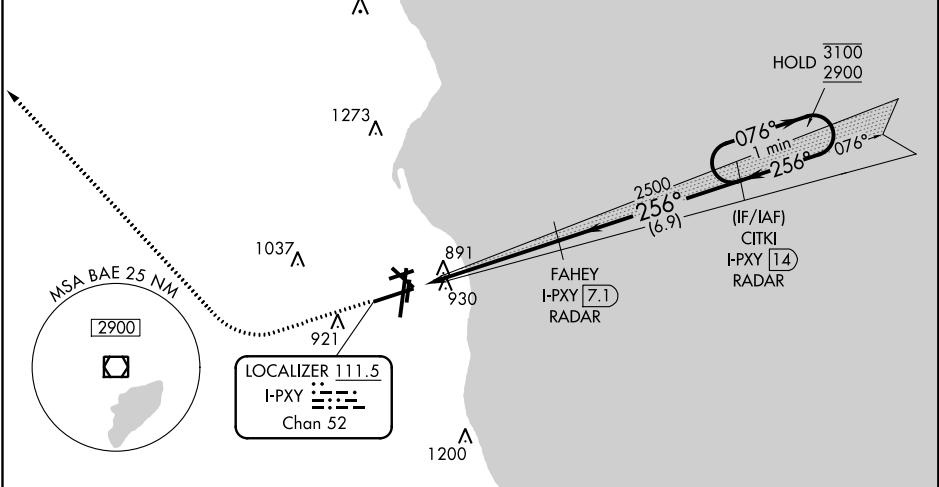 HOLD 3100
2900
1273
076°
1 min
256°
076°
2500
256°
(6.9)
(IF/IAF)
CITKI
I-PXY 14
RADAR
1037
891
930
FAHEY
I-PXY 7.1
RADAR
MSA BAE 25 NM
2900
921
LOCALIZER 111.5
I-PXY
Chan 52
1200